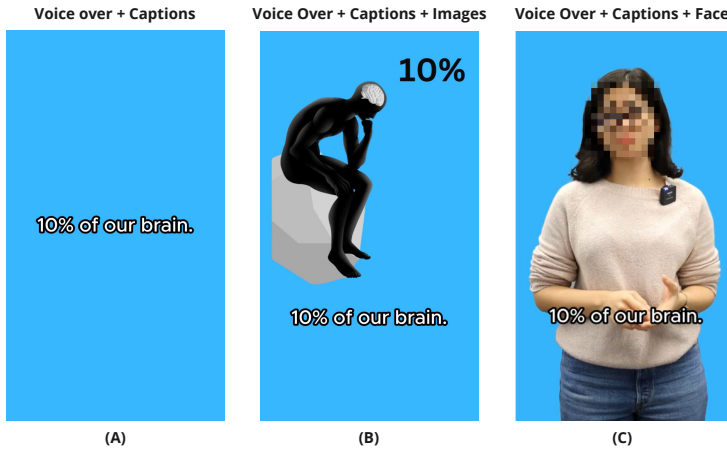 Voice over + Captions
Voice Over + Captions + Images
Voice Over + Captions + Face
10%
10% of our brain.
10% of our brain.
10% of our brain.
(A)
(B)
(C)